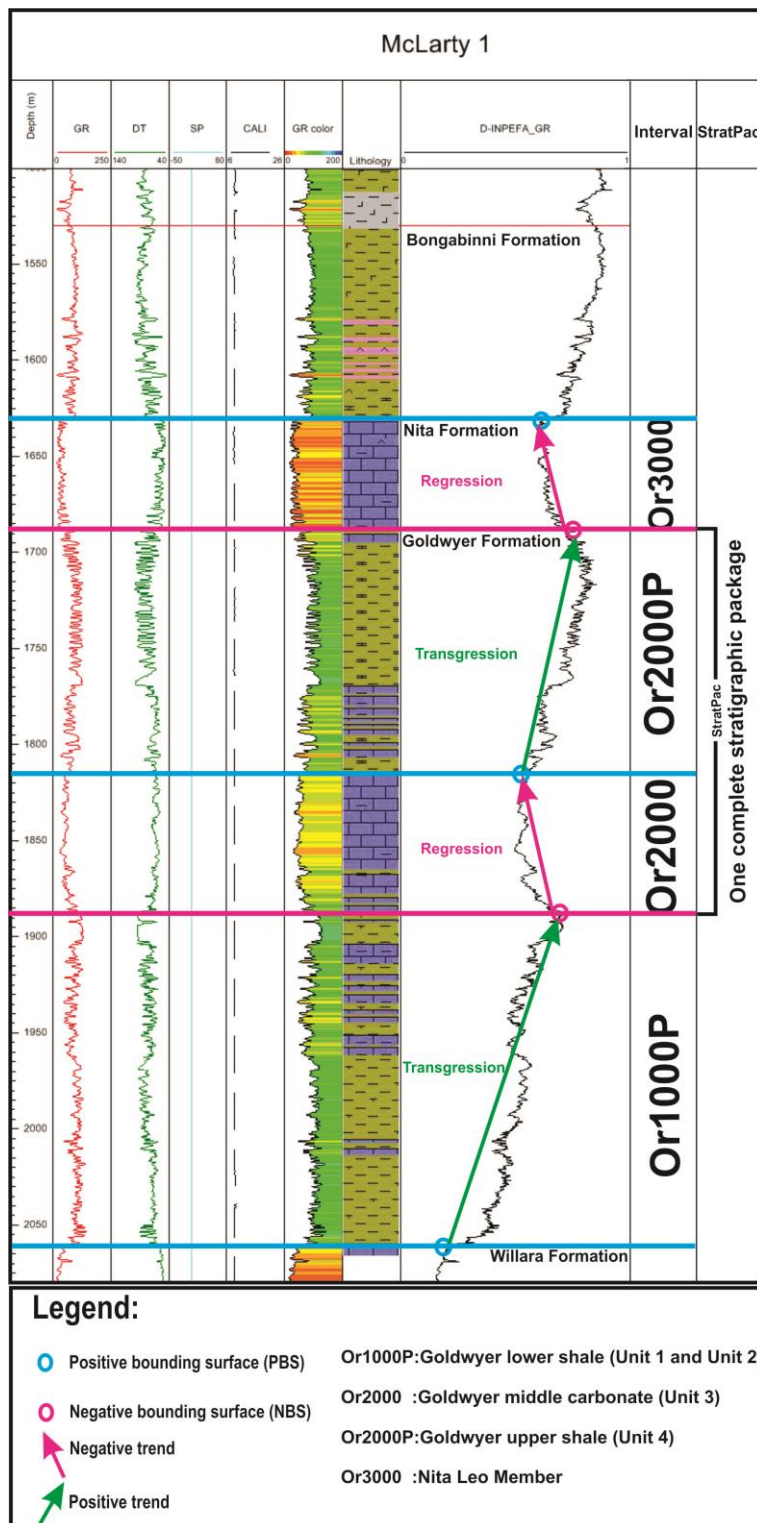 McLarty 1
Depth (m)
GR
DT
SP
CALI
GR color
Lithology
D-INPEFA_GR
Interval
StratPac
0 250
140 40
-50 80
6 26
0 200
0 1
Bongabinni Formation
1550
1600
Nita Formation
1650
Regression
Or3000
Goldwyer Formation
1700
1750
Transgression
Or2000P
1800
StratPac
One complete stratigraphic package
1850
Regression
Or2000
1900
1950
Transgression
Or1000P
2000
2050
Willara Formation
Legend:
Positive bounding surface (PBS)
Negative bounding surface (NBS)
Negative trend
Positive trend
Or1000P:Goldwyer lower shale (Unit 1 and Unit 2
Or2000 :Goldwyer middle carbonate (Unit 3)
Or2000P:Goldwyer upper shale (Unit 4)
Or3000 :Nita Leo Member